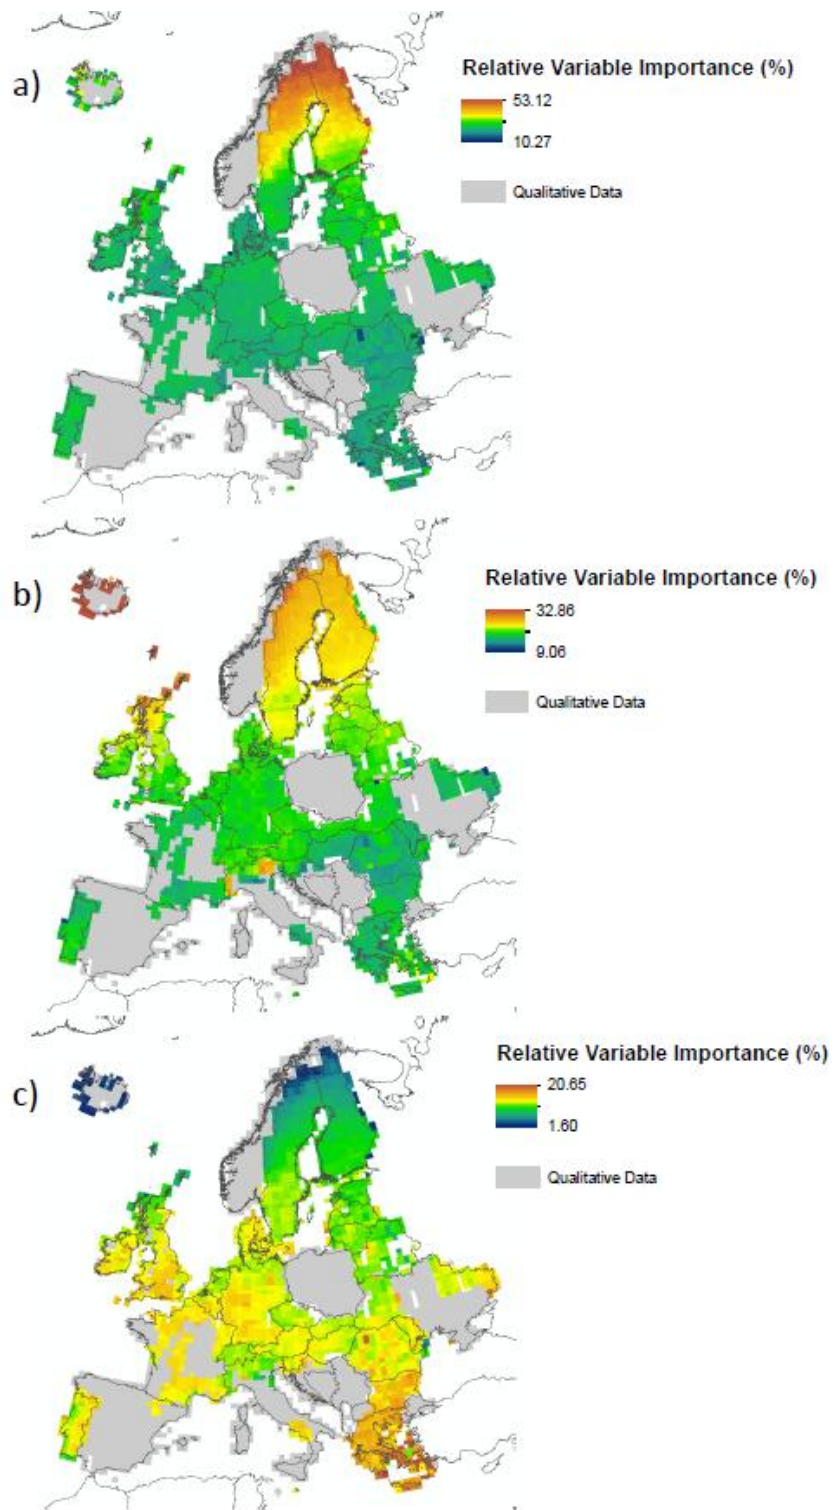 a)
Relative Variable Importance (%)
53.12
10.27
Qualitative Data
b)
Relative Variable Importance (%)
32.86
9.06
Qualitative Data
c)
Relative Variable Importance (%)
20.65
1.60
Qualitative Data